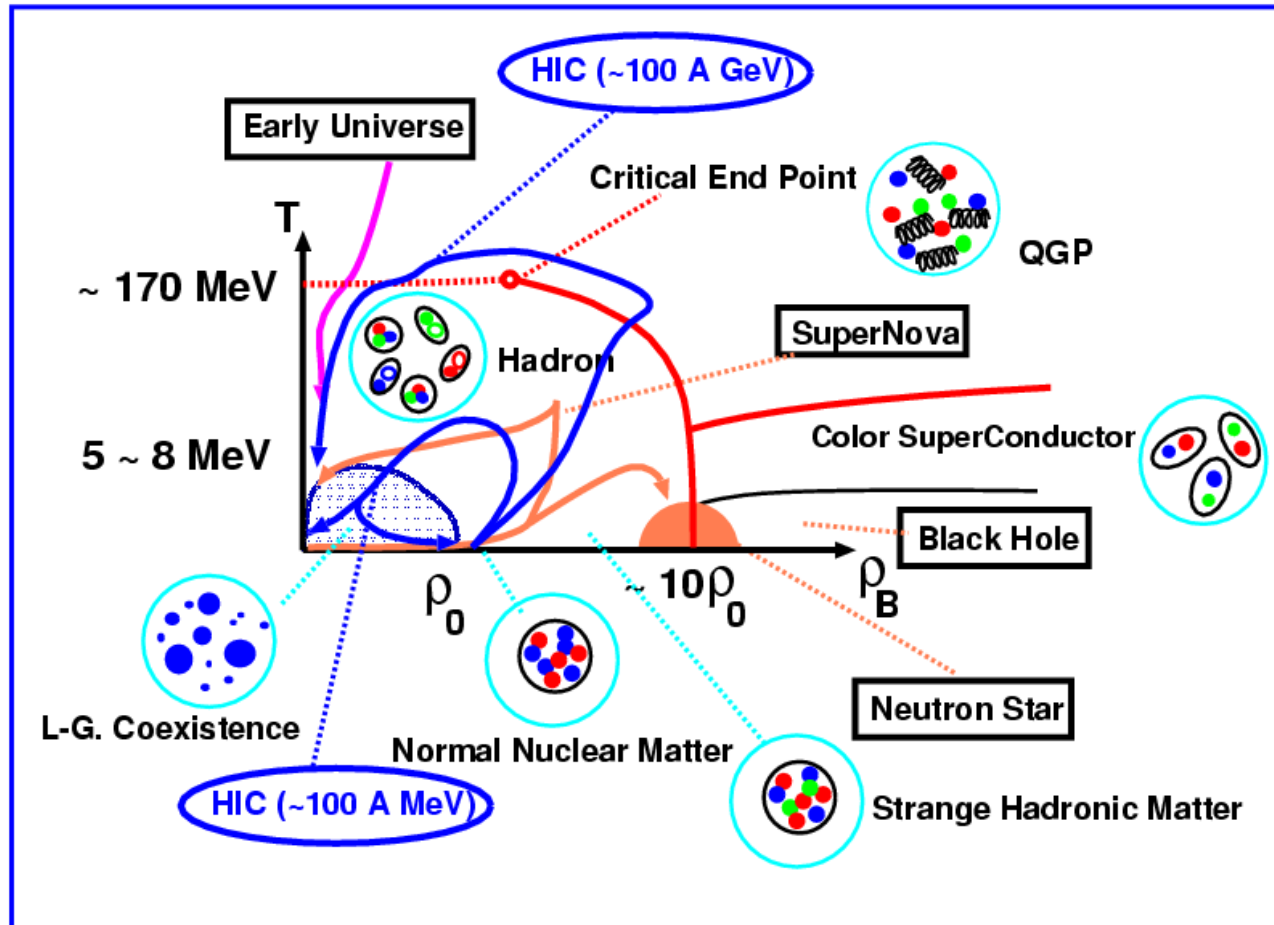 HIC (~100 A GeV)
Early Universe
Critical End Point
T
QGP
~ 170 MeV
SuperNova
Hadron
Color SuperConductor
5 ~ 8 MeV
Black Hole
ρ0
~ 10ρ0
ρB
Neutron Star
L-G. Coexistence
Normal Nuclear Matter
HIC (~100 A MeV)
Strange Hadronic Matter